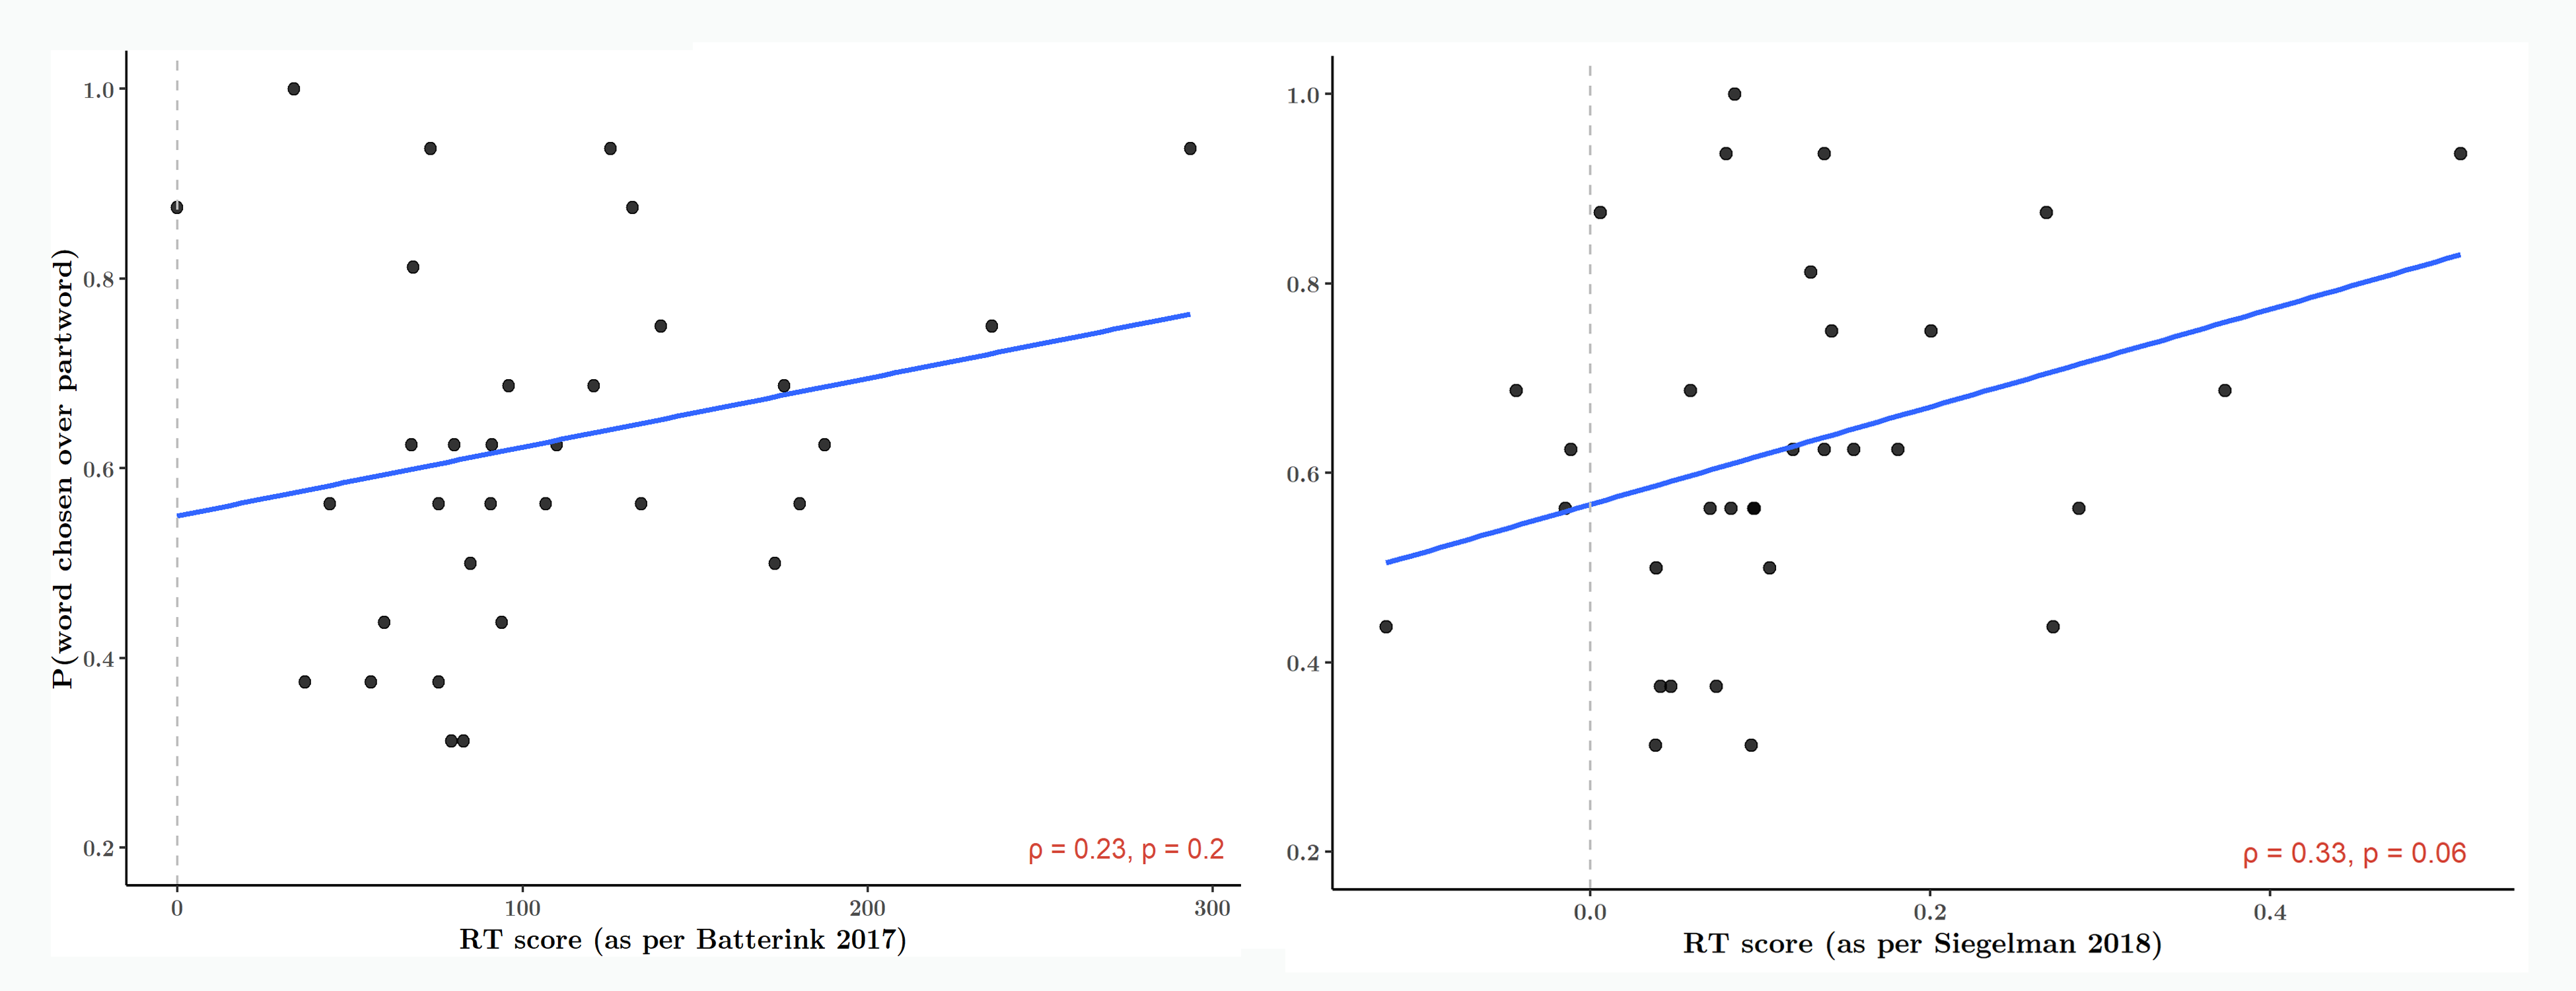 P(word chosen over partword)
1.0
0.8
0.6
0.4
0.2
ρ = 0.23, p = 0.2
0 100 200 300
RT score (as per Batterink 2017)
1.0
0.8
0.6
0.4
0.2
ρ = 0.33, p = 0.06
0.0 0.2 0.4
RT score (as per Siegelman 2018)